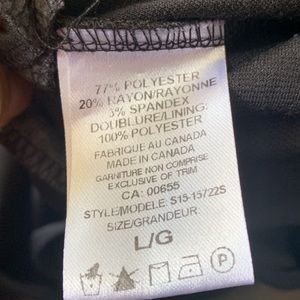 77% POLYESTER
20% RAYON/RAYONNE
3% SPANDEX
DOUBLURE/LINING:
100% POLYESTER
FABRIQUE AU CANADA
MADE IN CANADA
GARNITURE NON COMPRISE
EXCLUSIVE OF TRIM
CA: 00655
STYLE/MODELE: S15-15722S
SIZE/GRANDEUR:
L/G
P